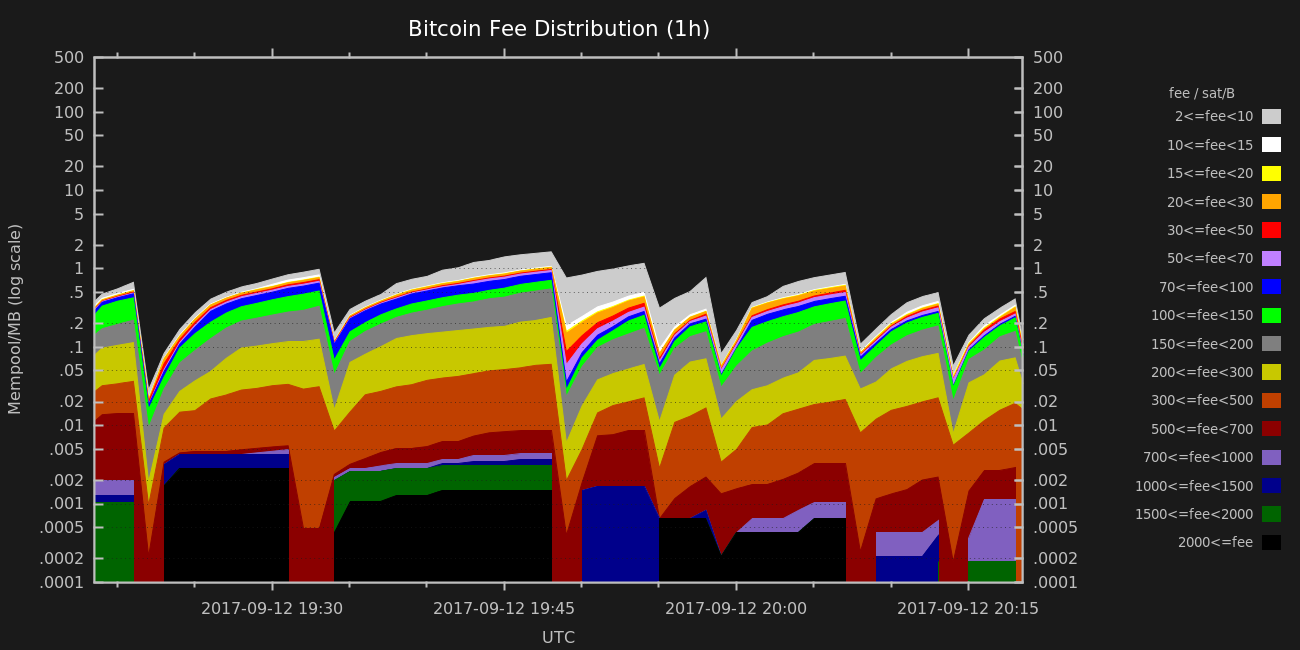 Bitcoin Fee Distribution (1h)
500 500
200 200
100 100
50 50
20 20
10 10
5 5
2 2
1 1
.5 .5
.2 .2
.1 .1
.05 .05
.02 .02
.01 .01
.005 .005
.002 .002
.001 .001
.0005 .0005
.0002 .0002
.0001 .0001
Mempool/MB (log scale)
2017-09-12 19:30 2017-09-12 19:45 2017-09-12 20:00 2017-09-12 20:15
UTC
fee / sat/B
2<=fee<10
10<=fee<15
15<=fee<20
20<=fee<30
30<=fee<50
50<=fee<70
70<=fee<100
100<=fee<150
150<=fee<200
200<=fee<300
300<=fee<500
500<=fee<700
700<=fee<1000
1000<=fee<1500
1500<=fee<2000
2000<=fee